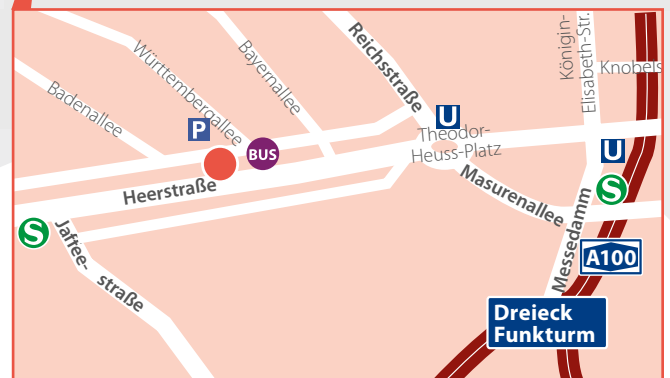 Königin-
Elisabeth-Str.
Knobels
Reichsstraße
Württembergallee
Bayernallee
Badenallee
P
BUS
U
Theodor-
Heuss-Platz
U
Heerstraße
Masurenallee
S
S
Jaffee-
straße
Messedamm
A100
Dreieck
Funkturm